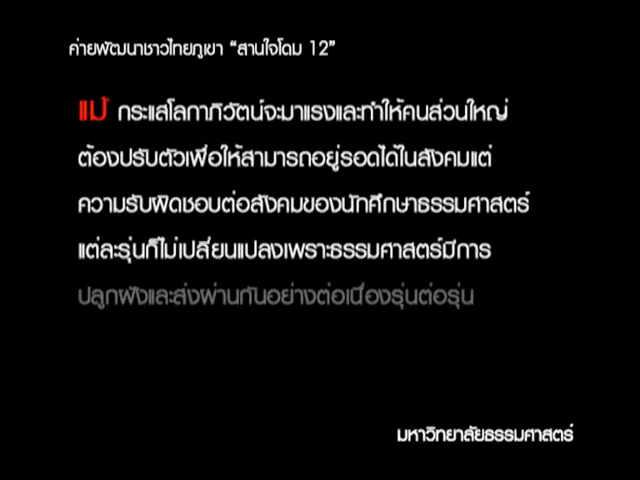 ค่ายพัฒนาชาวไทยภูเขา “สานใจโดม 12”
แม้ กระแสโลกาภิวัตน์จะมาแรงและทำให้คนส่วนใหญ่
ต้องปรับตัวเพื่อให้สามารถอยู่รอดได้ในสังคมแต่
ความรับผิดชอบต่อสังคมของนักศึกษาธรรมศาสตร์
แต่ละรุ่นก็ไม่เปลี่ยนแปลงเพราะธรรมศาสตร์มีการ
ปลูกฝังและส่งผ่านกันอย่างต่อเนื่องรุ่นต่อรุ่น
มหาวิทยาลัยธรรมศาสตร์